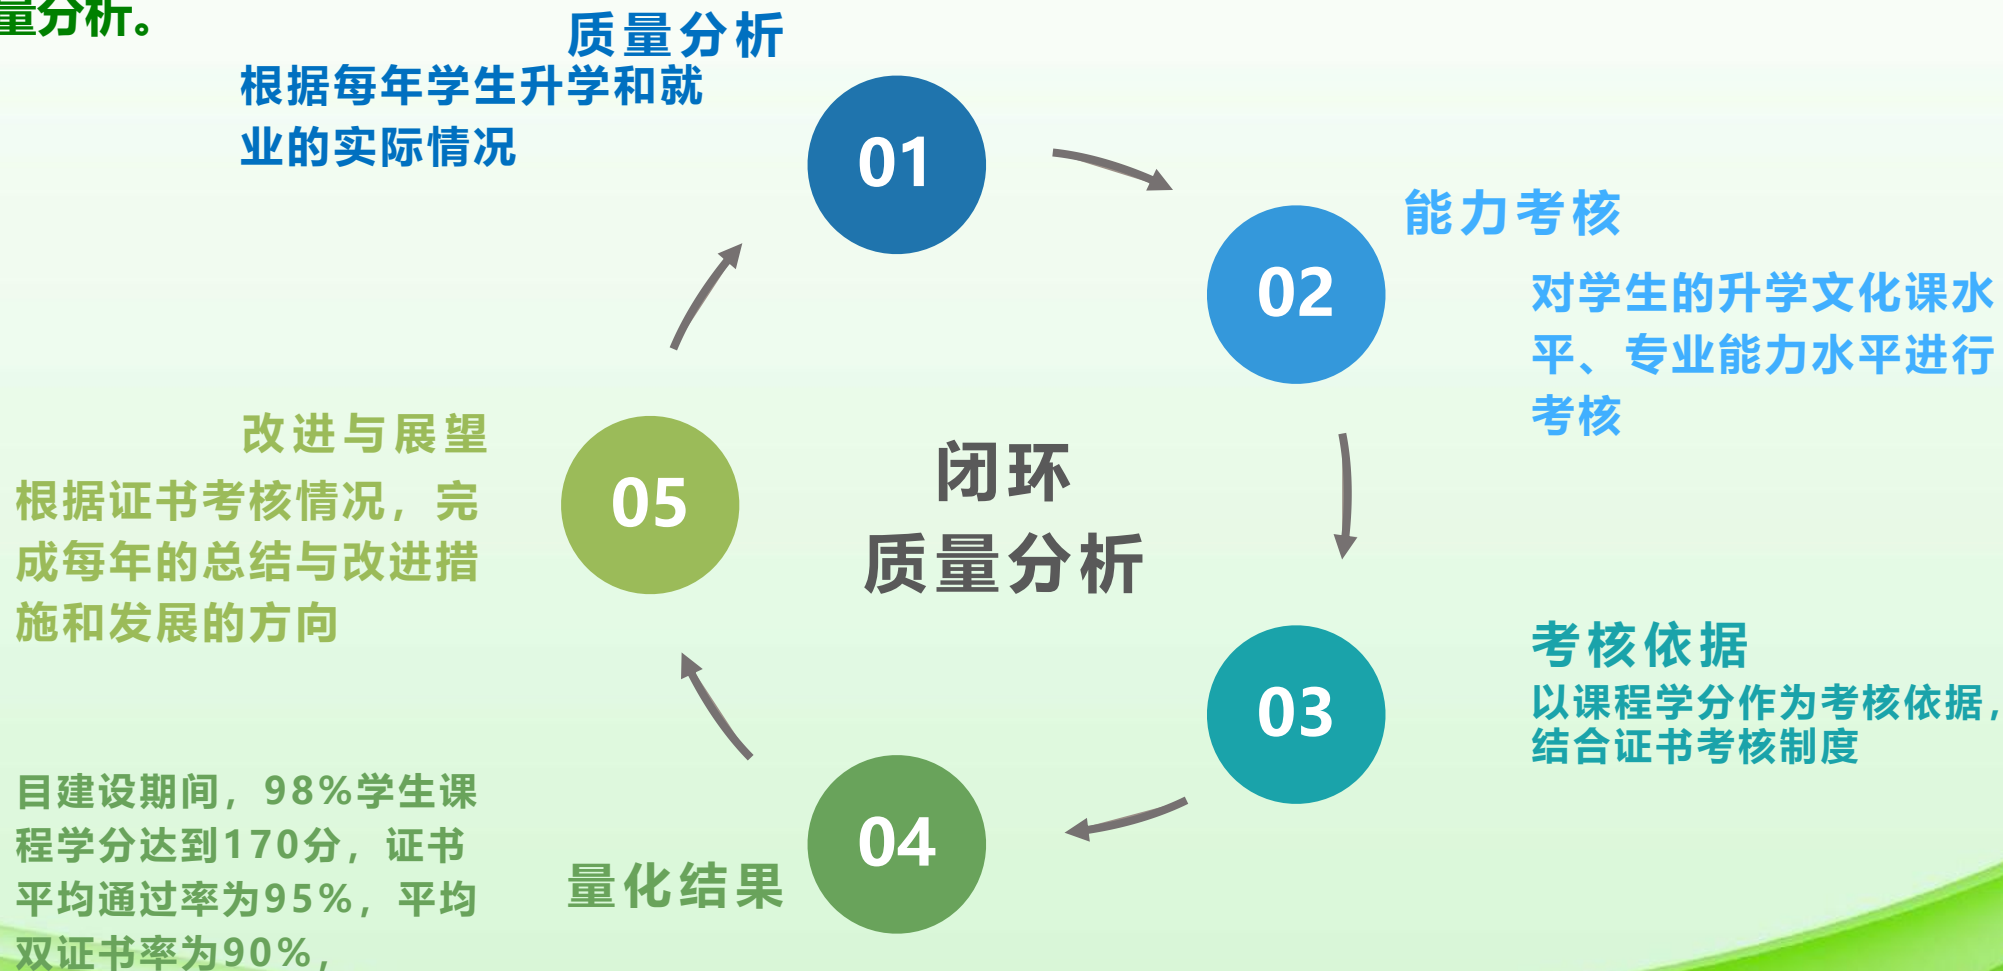 量分析。
质量分析
根据每年学生升学和就
业的实际情况
01
能力考核
02
对学生的升学文化课水
平、专业能力水平进行
考核
改进与展望
05
根据证书考核情况，完
成每年的总结与改进措
施和发展的方向
闭环
质量分析
考核依据
03
以课程学分作为考核依据，
结合证书考核制度
目建设期间，98%学生课
程学分达到170分，证书
平均通过率为95%，平均
双证书率为90%，
量化结果
04